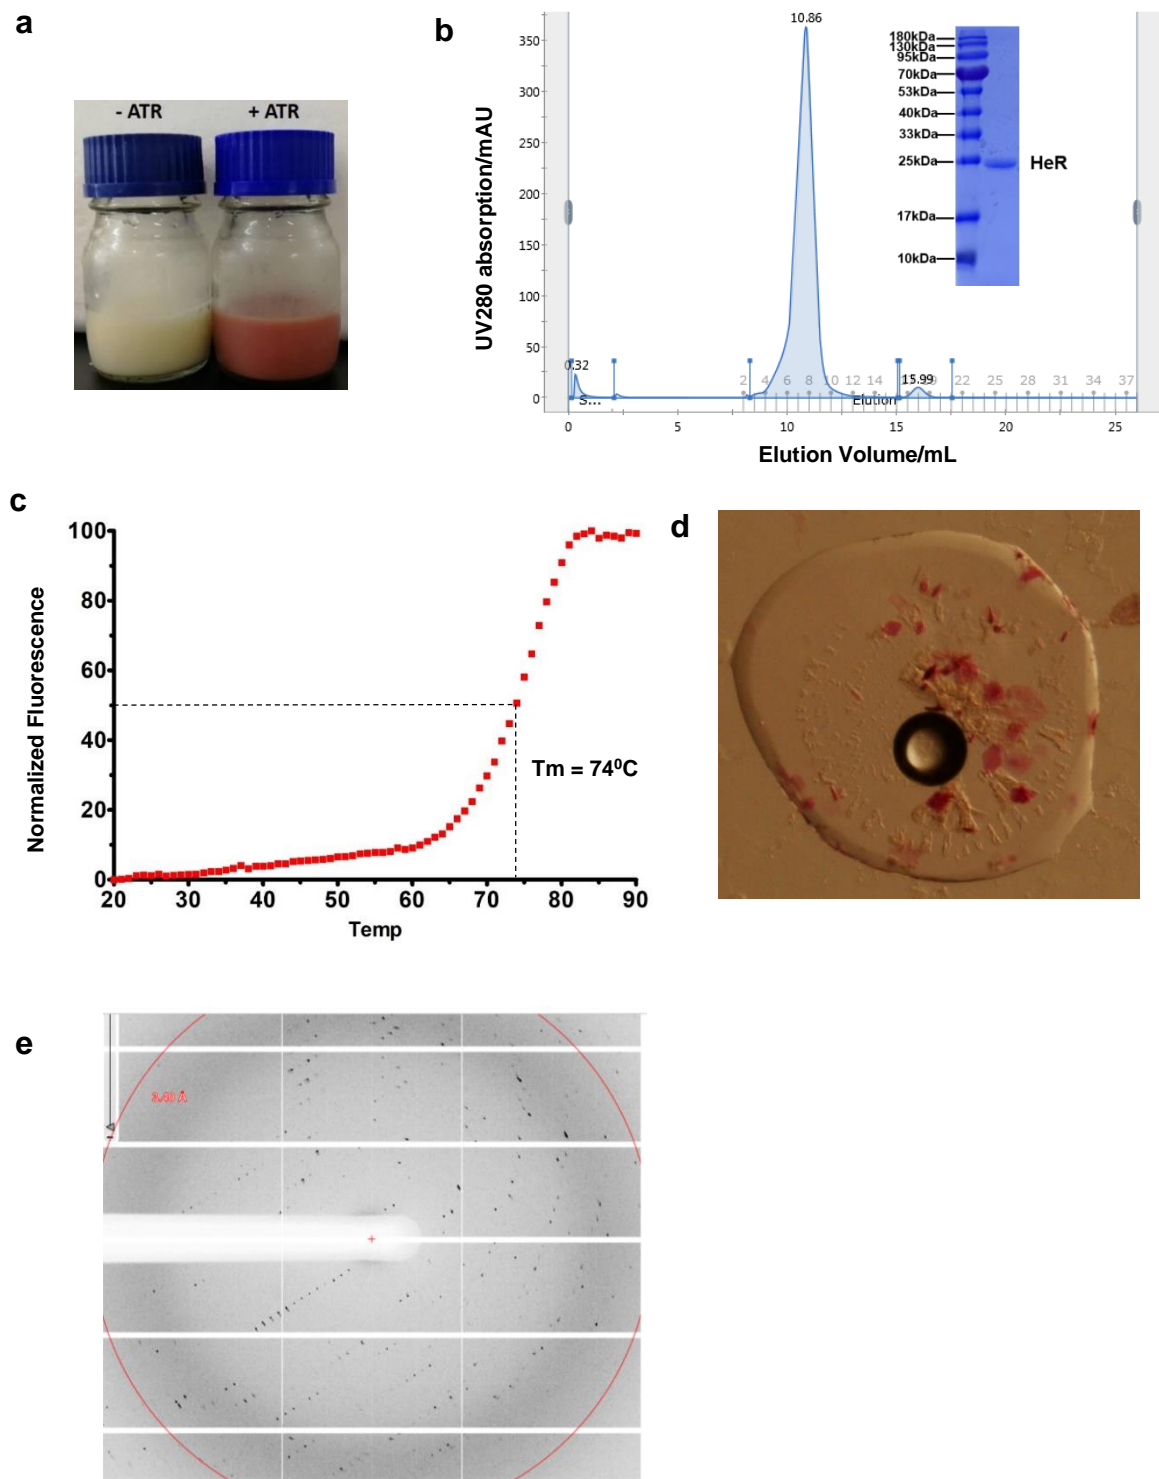 a
- ATR + ATR
b
UV280 absorption/mAU
350
300
250
200
150
100
50
0
10.86
0.32
15.99
S...
Elution
2 4 6 8 10 12 14 22 25 28 31 34 37
0 5 10 15 20 25
Elution Volume/mL
180kDa
130kDa
95kDa
70kDa
53kDa
40kDa
33kDa
25kDa
17kDa
10kDa
HeR
c
Normalized Fluorescence
100
80
60
40
20
0
20 30 40 50 60 70 80 90
Temp
Tm = 74⁰C
d
e
3.40 Å